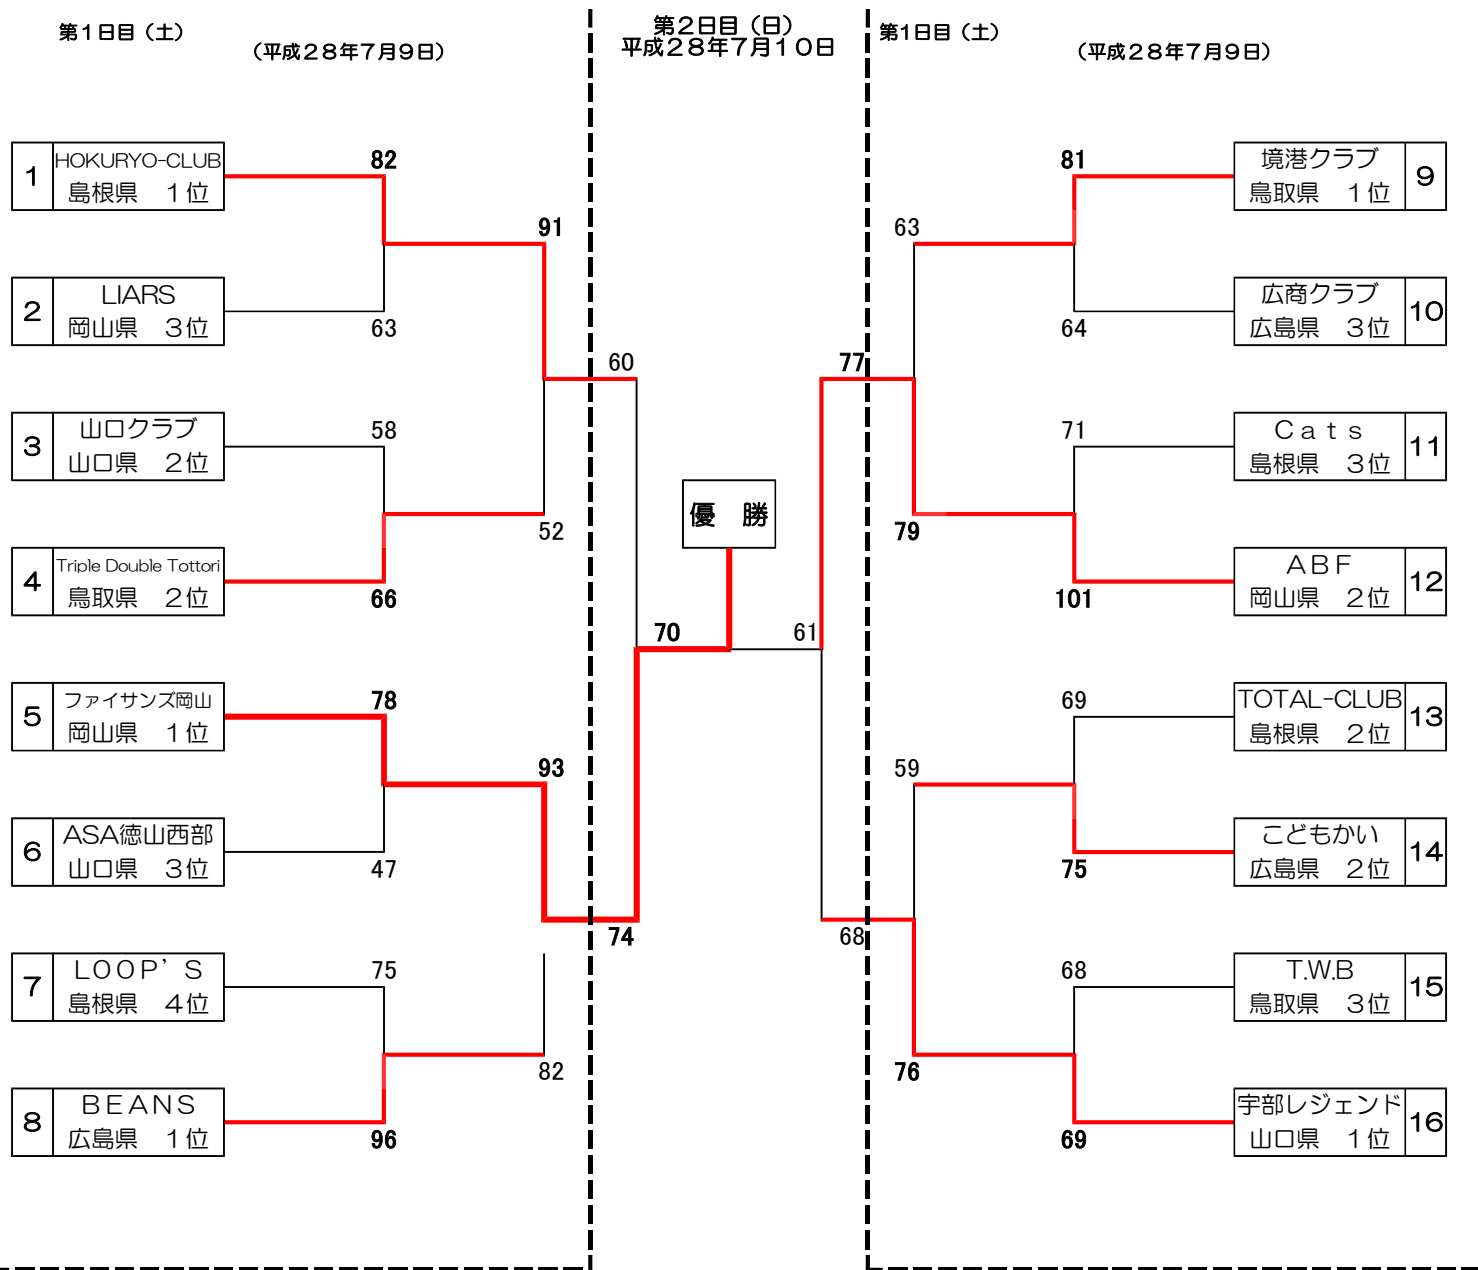 第1日目（土）
（平成２８年７月９日）
第２日目（日）
平成２８年７月１０日
第1日目（土）
（平成２８年７月９日）
1
HOKURYO-CLUB
島根県　1位
82
2
LIARS
岡山県　3位
63
3
山口クラブ
山口県　2位
58
4
Triple Double Tottori
鳥取県　2位
66
5
ファイサンズ岡山
岡山県　1位
78
6
ASA徳山西部
山口県　3位
47
7
ＬＯＯＰ’Ｓ
島根県　4位
75
8
ＢＥＡＮＳ
広島県　1位
96
91
52
93
82
60
74
70
優　勝
61
77
68
63
79
59
76
81
境港クラブ
鳥取県　1位
9
64
広商クラブ
広島県　3位
10
71
Ｃａｔｓ
島根県　3位
11
101
ＡＢＦ
岡山県　2位
12
69
TOTAL-CLUB
島根県　2位
13
75
こどもかい
広島県　2位
14
68
T.W.B
鳥取県　3位
15
69
宇部レジェンド
山口県　1位
16